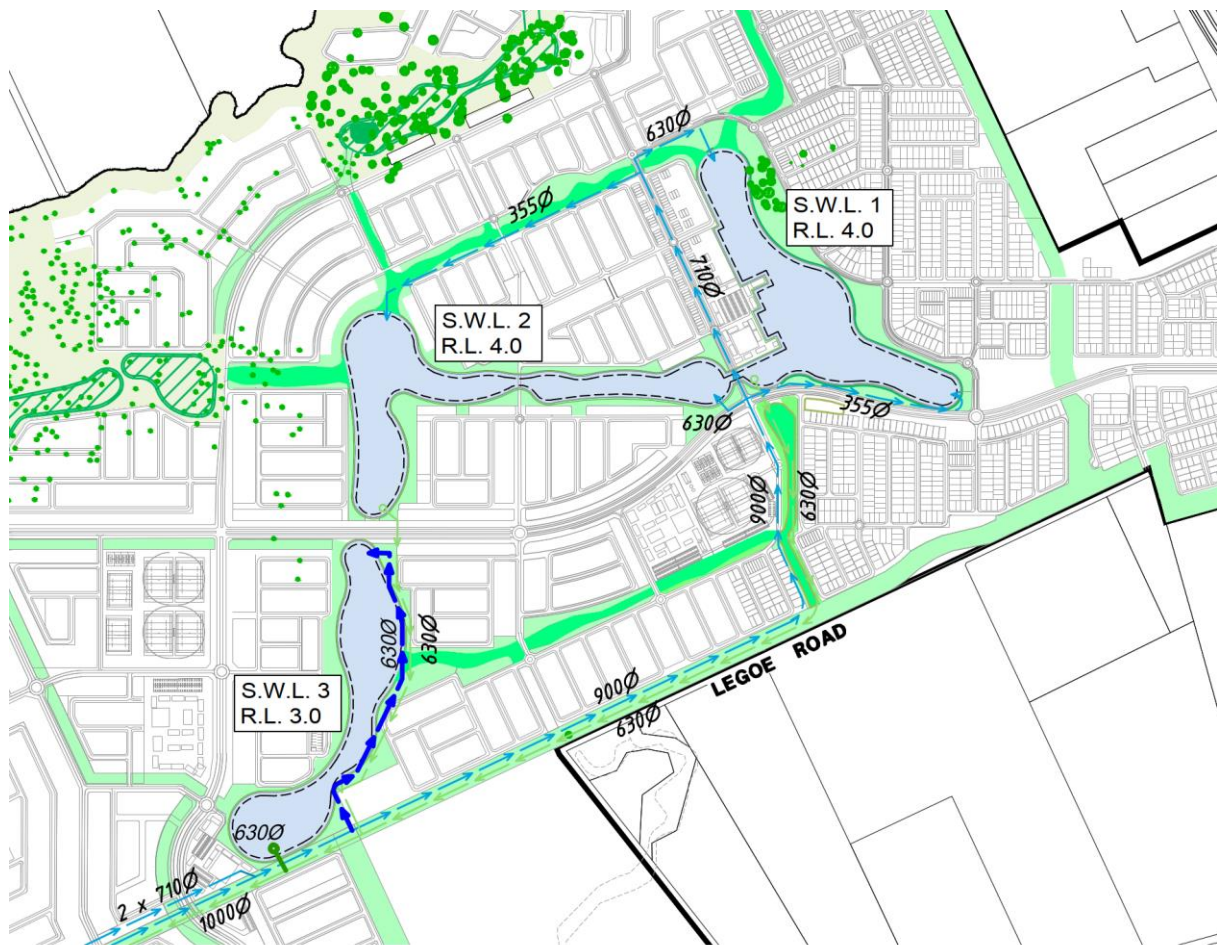 630Ø
S.W.L. 1
R.L. 4.0
355Ø
710Ø
S.W.L. 2
R.L. 4.0
355Ø
630Ø
900Ø
630Ø
630Ø
630Ø
S.W.L. 3
R.L. 3.0
900Ø
LEGOE ROAD
630Ø
630Ø
2 x 710Ø
1000Ø